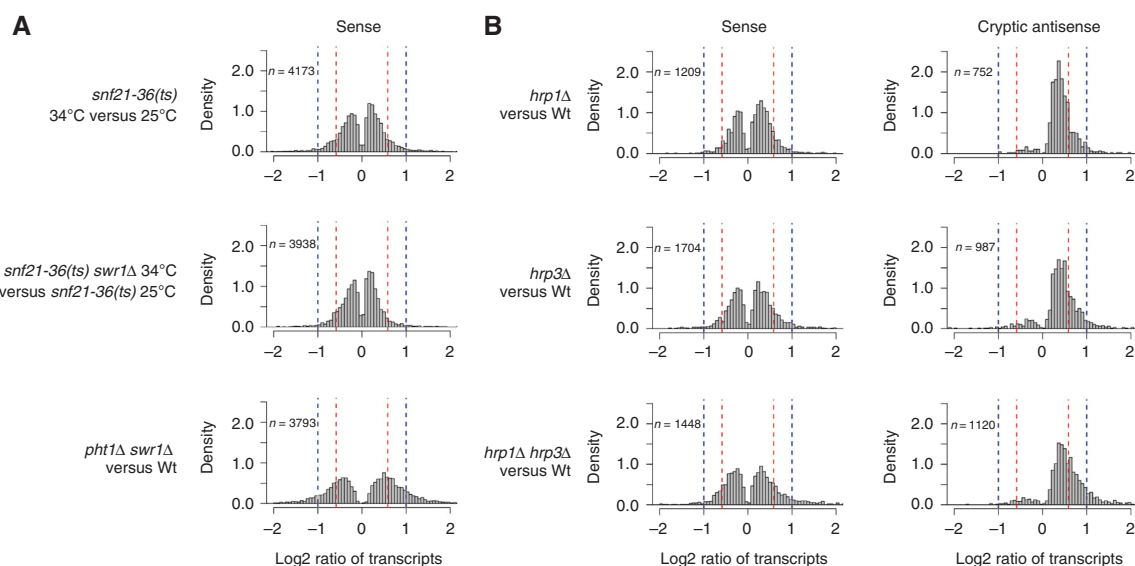 A
Sense
snf21-36(ts)
34°C versus 25°C
Density
2.0
1.0
0.0
n = 4173
−2 −1 0 1 2
snf21-36(ts) swr1Δ 34°C
versus snf21-36(ts) 25°C
Density
2.0
1.0
0.0
n = 3938
−2 −1 0 1 2
pht1Δ swr1Δ
versus Wt
Density
2.0
1.0
0.0
n = 3793
−2 −1 0 1 2
Log2 ratio of transcripts
B
Sense
Cryptic antisense
hrp1Δ
versus Wt
Density
2.0
1.0
0.0
n = 1209
−2 −1 0 1 2
Density
2.0
1.0
0.0
n = 752
−2 −1 0 1 2
hrp3Δ
versus Wt
Density
2.0
1.0
0.0
n = 1704
−2 −1 0 1 2
Density
2.0
1.0
0.0
n = 987
−2 −1 0 1 2
hrp1Δ hrp3Δ
versus Wt
Density
2.0
1.0
0.0
n = 1448
−2 −1 0 1 2
Log2 ratio of transcripts
Density
2.0
1.0
0.0
n = 1120
−2 −1 0 1 2
Log2 ratio of transcripts